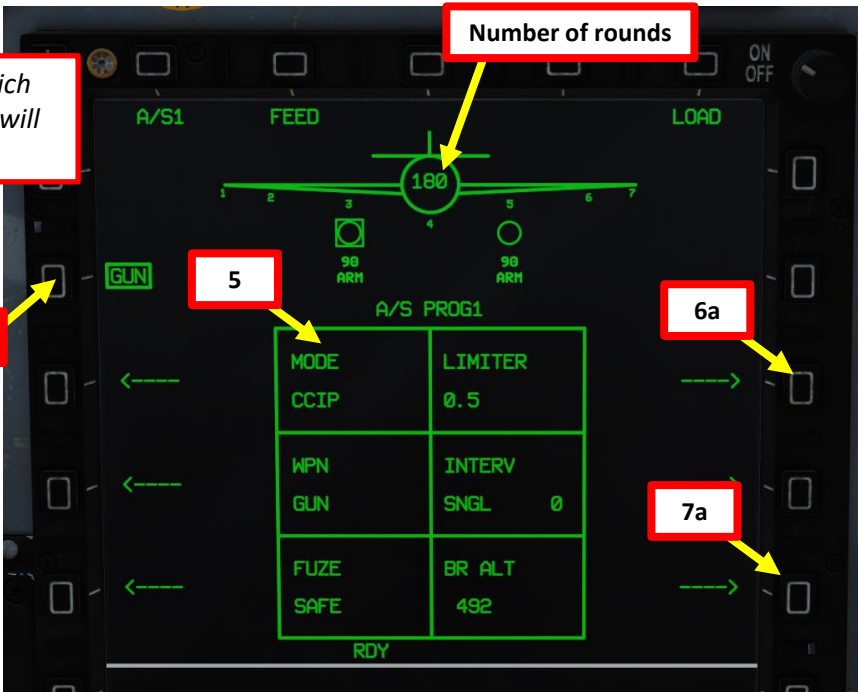 Number of rounds
ich
will
ON
OFF
A/S1 FEED LOAD
180
1 2 3 4 5 6 7
90 90
ARM ARM
GUN
5
6a
A/S PROG1
MODE LIMITER
CCIP 0.5
<---- ---->
WPN INTERV
GUN SNGL 0
<---- >
7a
FUZE BR ALT
SAFE 492
<---- ---->
RDY